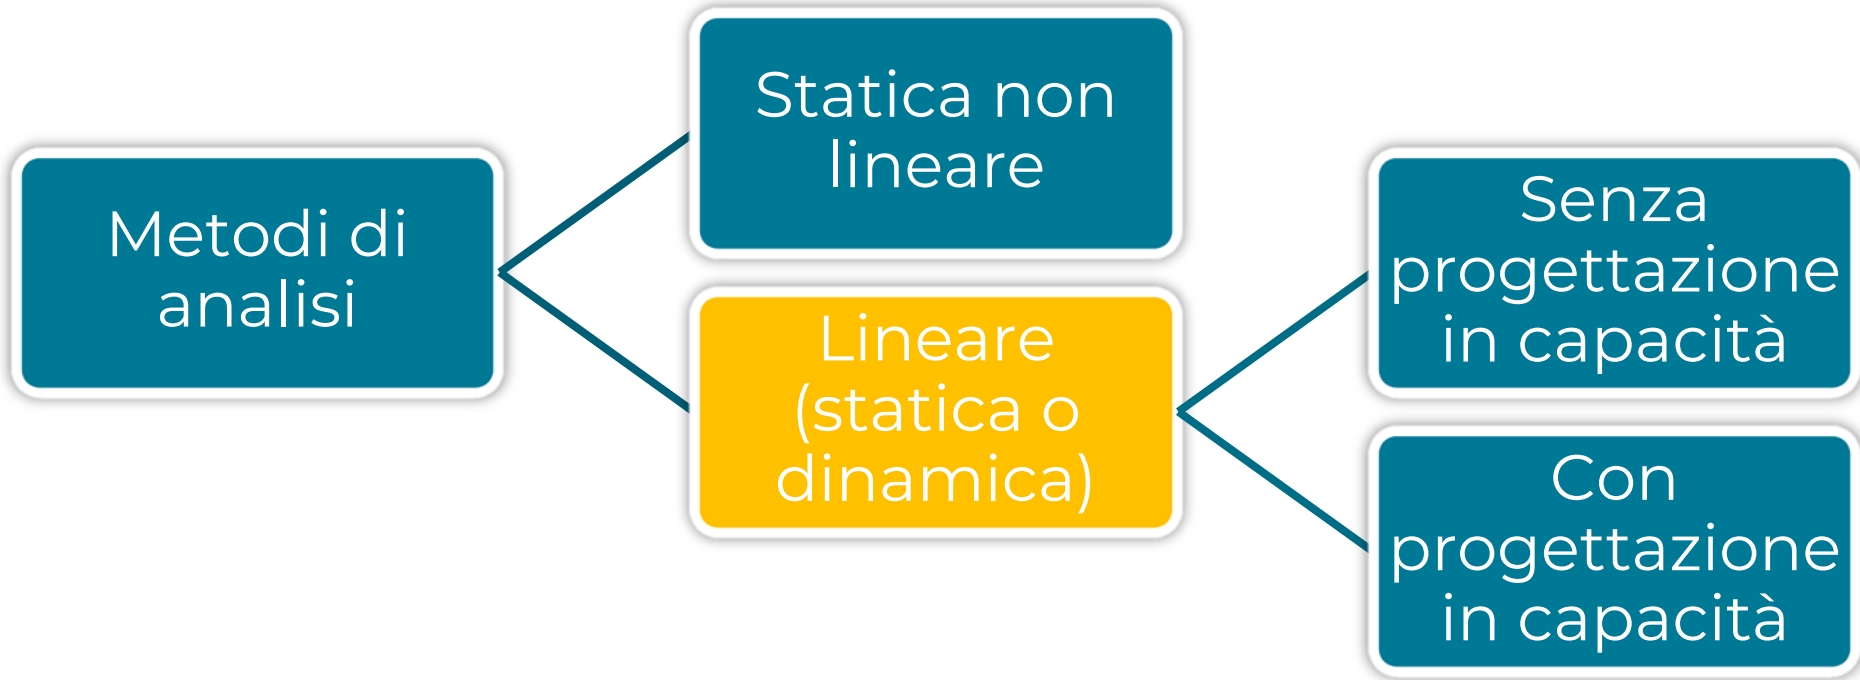 Metodi di
analisi
Statica non
lineare
Lineare
(statica o
dinamica)
Senza
progettazione
in capacità
Con
progettazione
in capacità